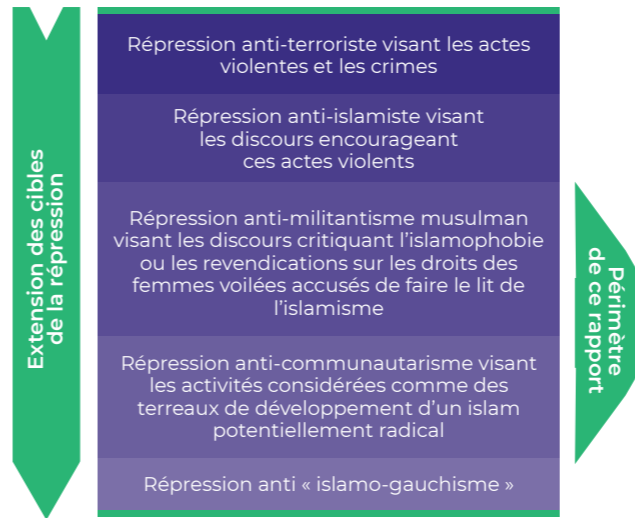 Extension des cibles
de la répression
Répression anti-terroriste visant les actes
violentes et les crimes
Répression anti-islamiste visant
les discours encourageant
ces actes violents
Répression anti-militantisme musulman
visant les discours critiquant l’islamophobie
ou les revendications sur les droits des
femmes voilées accusés de faire le lit de
l’islamisme
Répression anti-communautarisme visant
les activités considérées comme des
terreaux de développement d’un islam
potentiellement radical
Répression anti « islamo-gauchisme »
Périmètre
de ce rapport